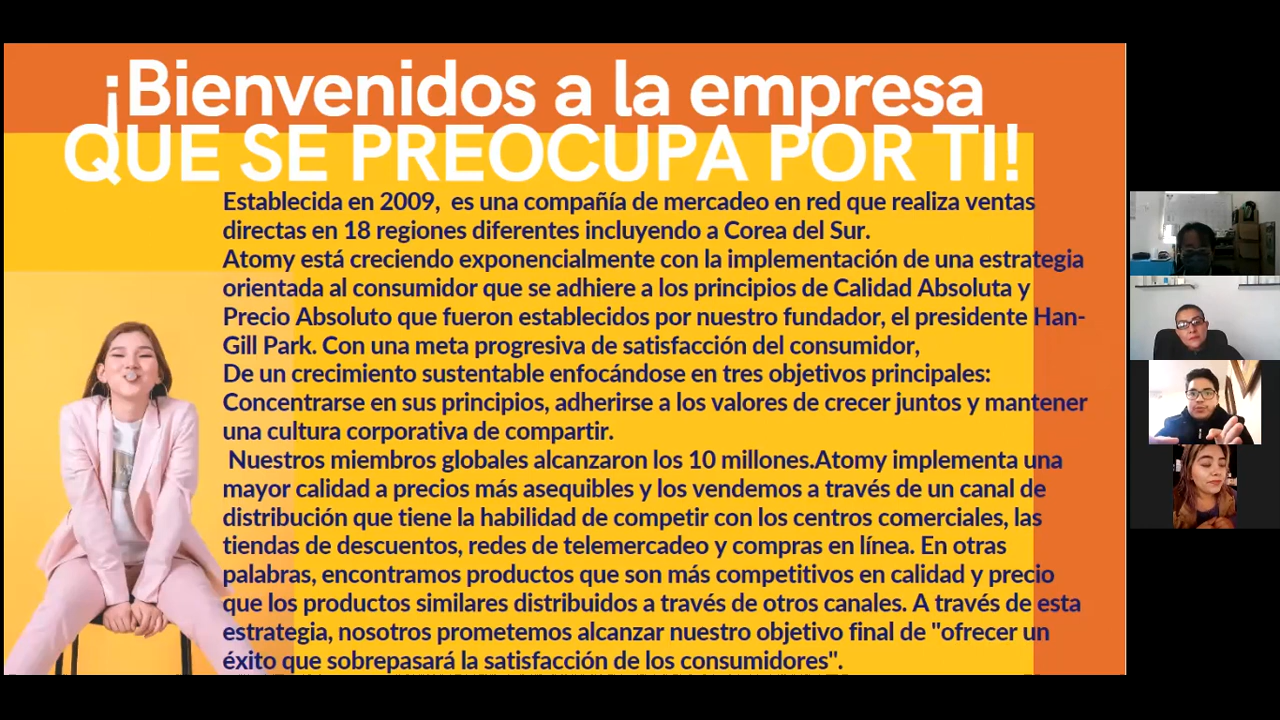 ¡Bienvenidos a la empresa
QUE SE PREOCUPA POR TI!
Establecida en 2009,  es una compañía de mercadeo en red que realiza ventas
directas en 18 regiones diferentes incluyendo a Corea del Sur.
Atomy está creciendo exponencialmente con la implementación de una estrategia
orientada al consumidor que se adhiere a los principios de Calidad Absoluta y
Precio Absoluto que fueron establecidos por nuestro fundador, el presidente Han-
Gill Park. Con una meta progresiva de satisfacción del consumidor,
De un crecimiento sustentable enfocándose en tres objetivos principales:
Concentrarse en sus principios, adherirse a los valores de crecer juntos y mantener
una cultura corporativa de compartir.
Nuestros miembros globales alcanzaron los 10 millones.Atomy implementa una
mayor calidad a precios más asequibles y los vendemos a través de un canal de
distribución que tiene la habilidad de competir con los centros comerciales, las
tiendas de descuentos, redes de telemercadeo y compras en línea. En otras
palabras, encontramos productos que son más competitivos en calidad y precio
que los productos similares distribuidos a través de otros canales. A través de esta
estrategia, nosotros prometemos alcanzar nuestro objetivo final de "ofrecer un
éxito que sobrepasará la satisfacción de los consumidores".